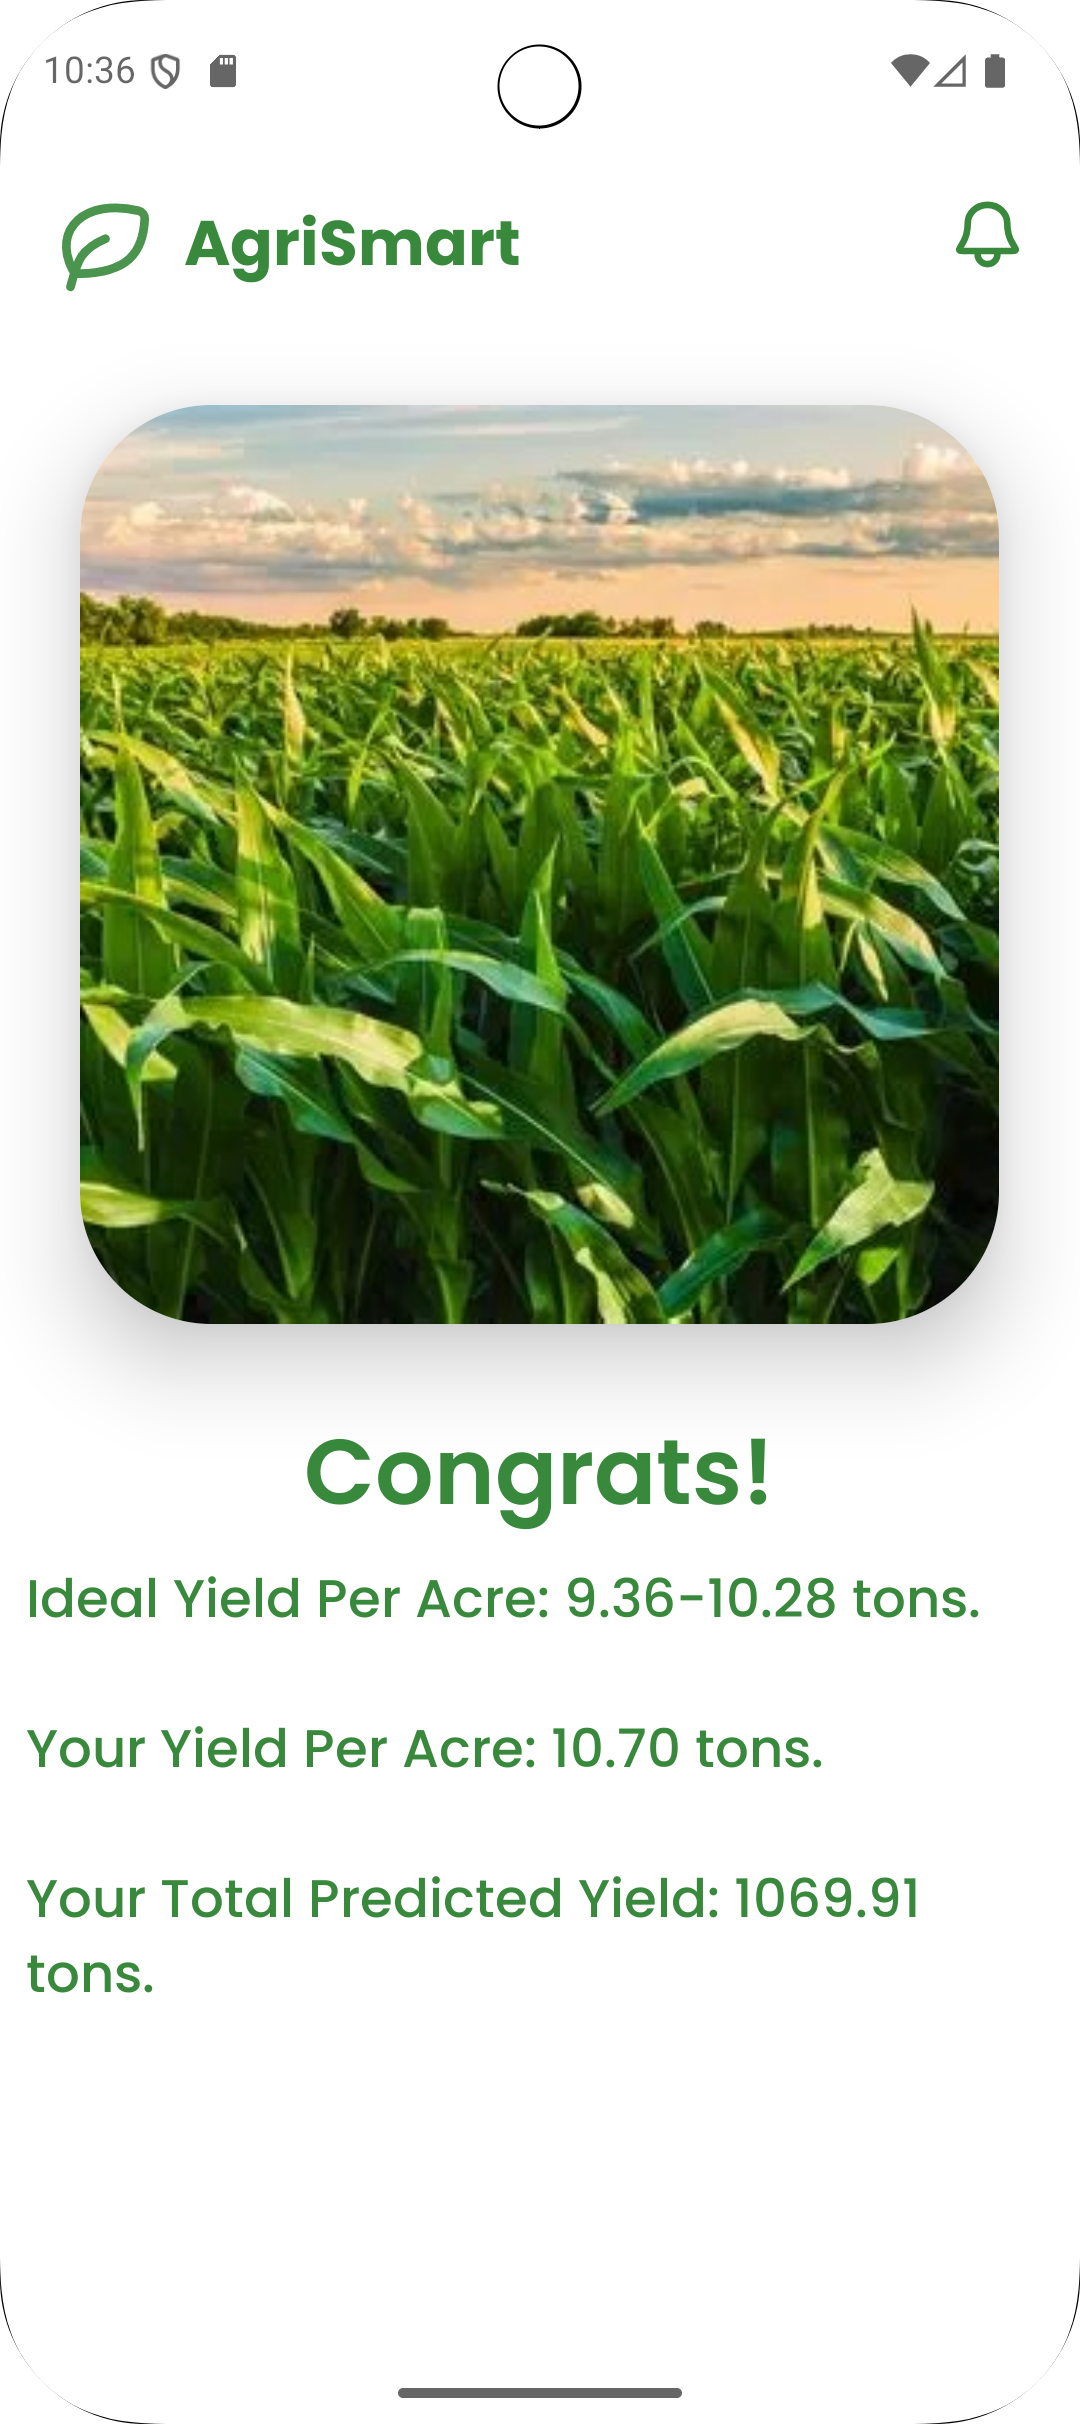 10:36
AgriSmart
Congrats!
Ideal Yield Per Acre: 9.36-10.28 tons.
Your Yield Per Acre: 10.70 tons.
Your Total Predicted Yield: 1069.91
tons.